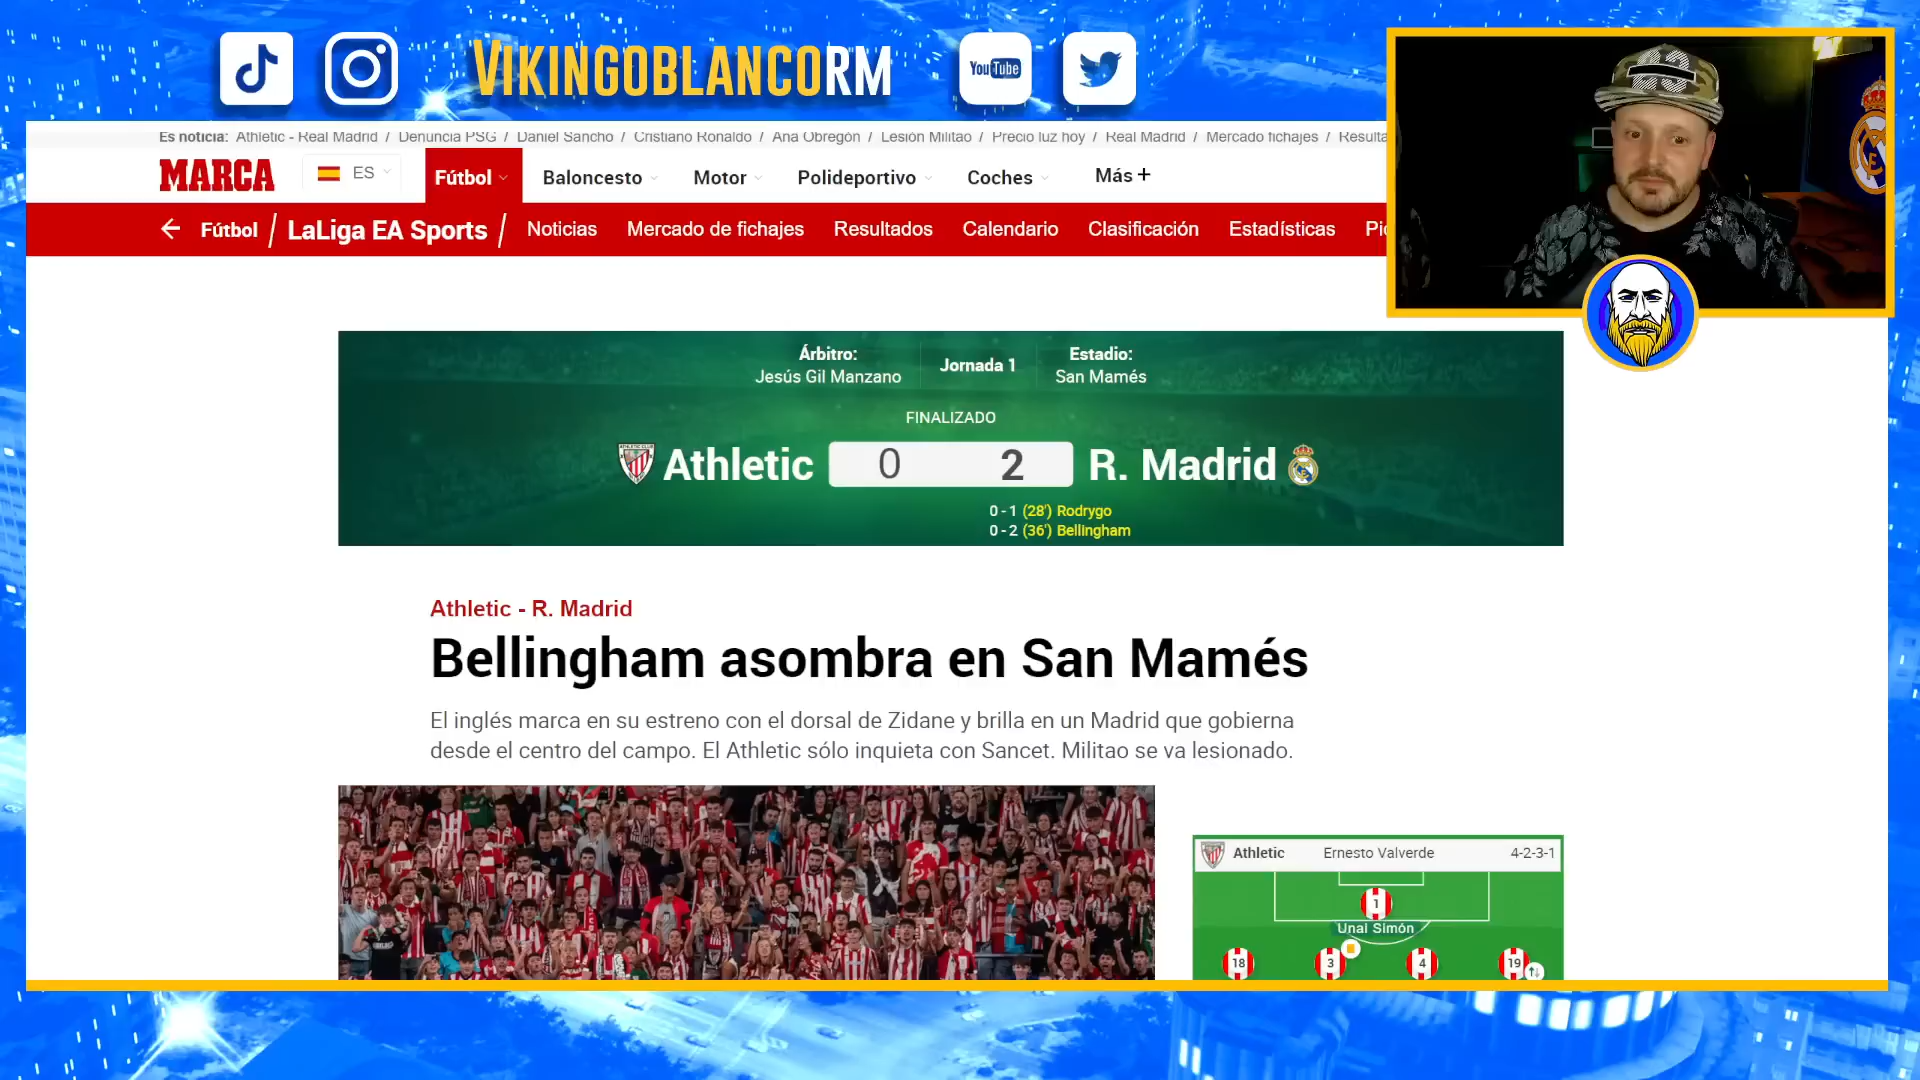 VIKINGOBLANCORM
YouTube
Es noticia: Athletic - Real Madrid / Denuncia PSG / Daniel Sancho / Cristiano Ronaldo / Ana Obregón / Lesión Militao / Precio luz hoy / Real Madrid / Mercado fichajes / Resulta
MARCA ES Fútbol Baloncesto Motor Polideportivo Coches Más +
Fútbol / LaLiga EA Sports / Noticias Mercado de fichajes Resultados Calendario Clasificación Estadísticas
Árbitro: Jornada 1 Estadio:
Jesús Gil Manzano San Mamés
FINALIZADO
Athletic 0 2 R. Madrid
0 - 1 (28') Rodrygo
0 - 2 (36') Bellingham
Athletic - R. Madrid
Bellingham asombra en San Mamés
El inglés marca en su estreno con el dorsal de Zidane y brilla en un Madrid que gobierna
desde el centro del campo. El Athletic sólo inquieta con Sancet. Militao se va lesionado.
Athletic Ernesto Valverde 4-2-3-1
1
Unai Simón
18 3 4 19